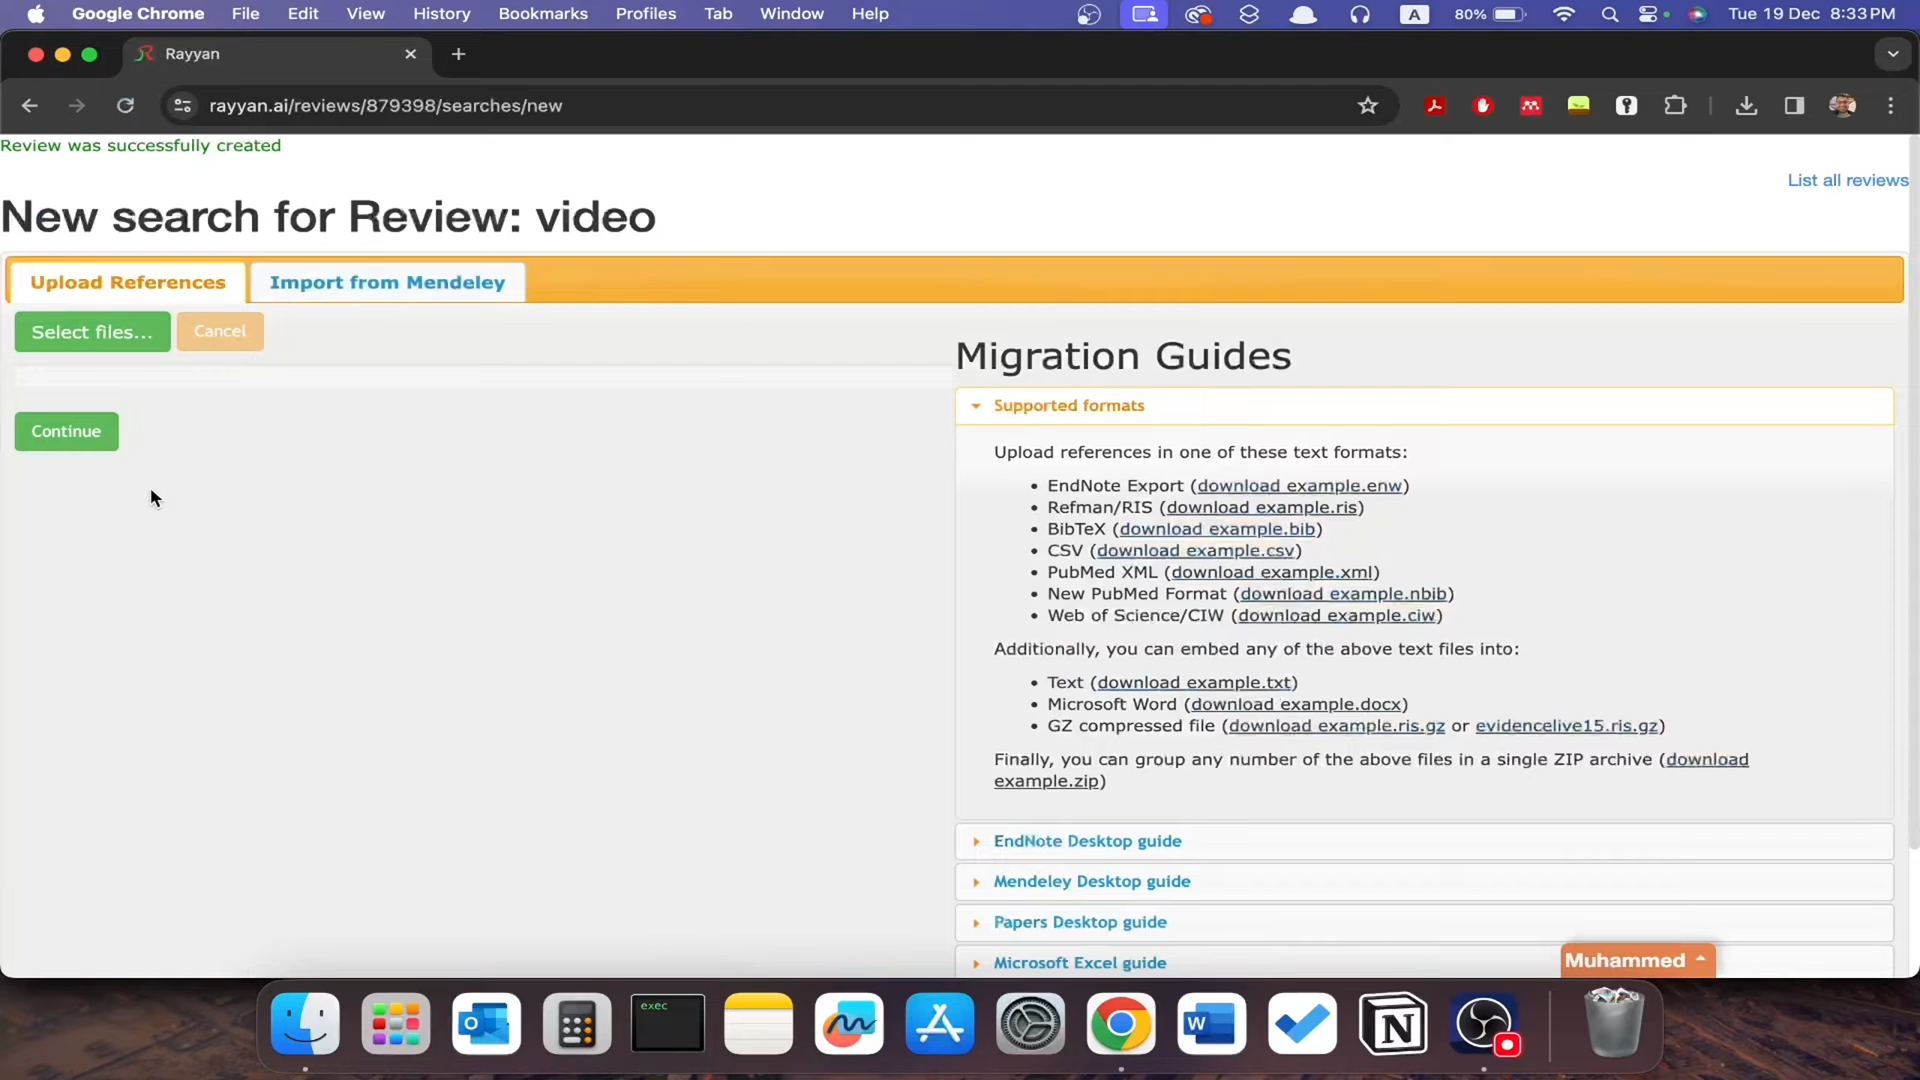 Google Chrome File Edit View History Bookmarks Profiles Tab Window Help A 80% Tue 19 Dec 8:33 PM
Rayyan
rayyan.ai/reviews/879398/searches/new
Review was successfully created
List all reviews
New search for Review: video
Upload References Import from Mendeley
Select files... Cancel
Continue
Migration Guides
Supported formats
Upload references in one of these text formats:
• EndNote Export (download example.enw)
• Refman/RIS (download example.ris)
• BibTeX (download example.bib)
• CSV (download example.csv)
• PubMed XML (download example.xml)
• New PubMed Format (download example.nbib)
• Web of Science/CIW (download example.ciw)
Additionally, you can embed any of the above text files into:
• Text (download example.txt)
• Microsoft Word (download example.docx)
• GZ compressed file (download example.ris.gz or evidencelive15.ris.gz)
Finally, you can group any number of the above files in a single ZIP archive (download
example.zip)
EndNote Desktop guide
Mendeley Desktop guide
Papers Desktop guide
Microsoft Excel guide
Muhammed
exec